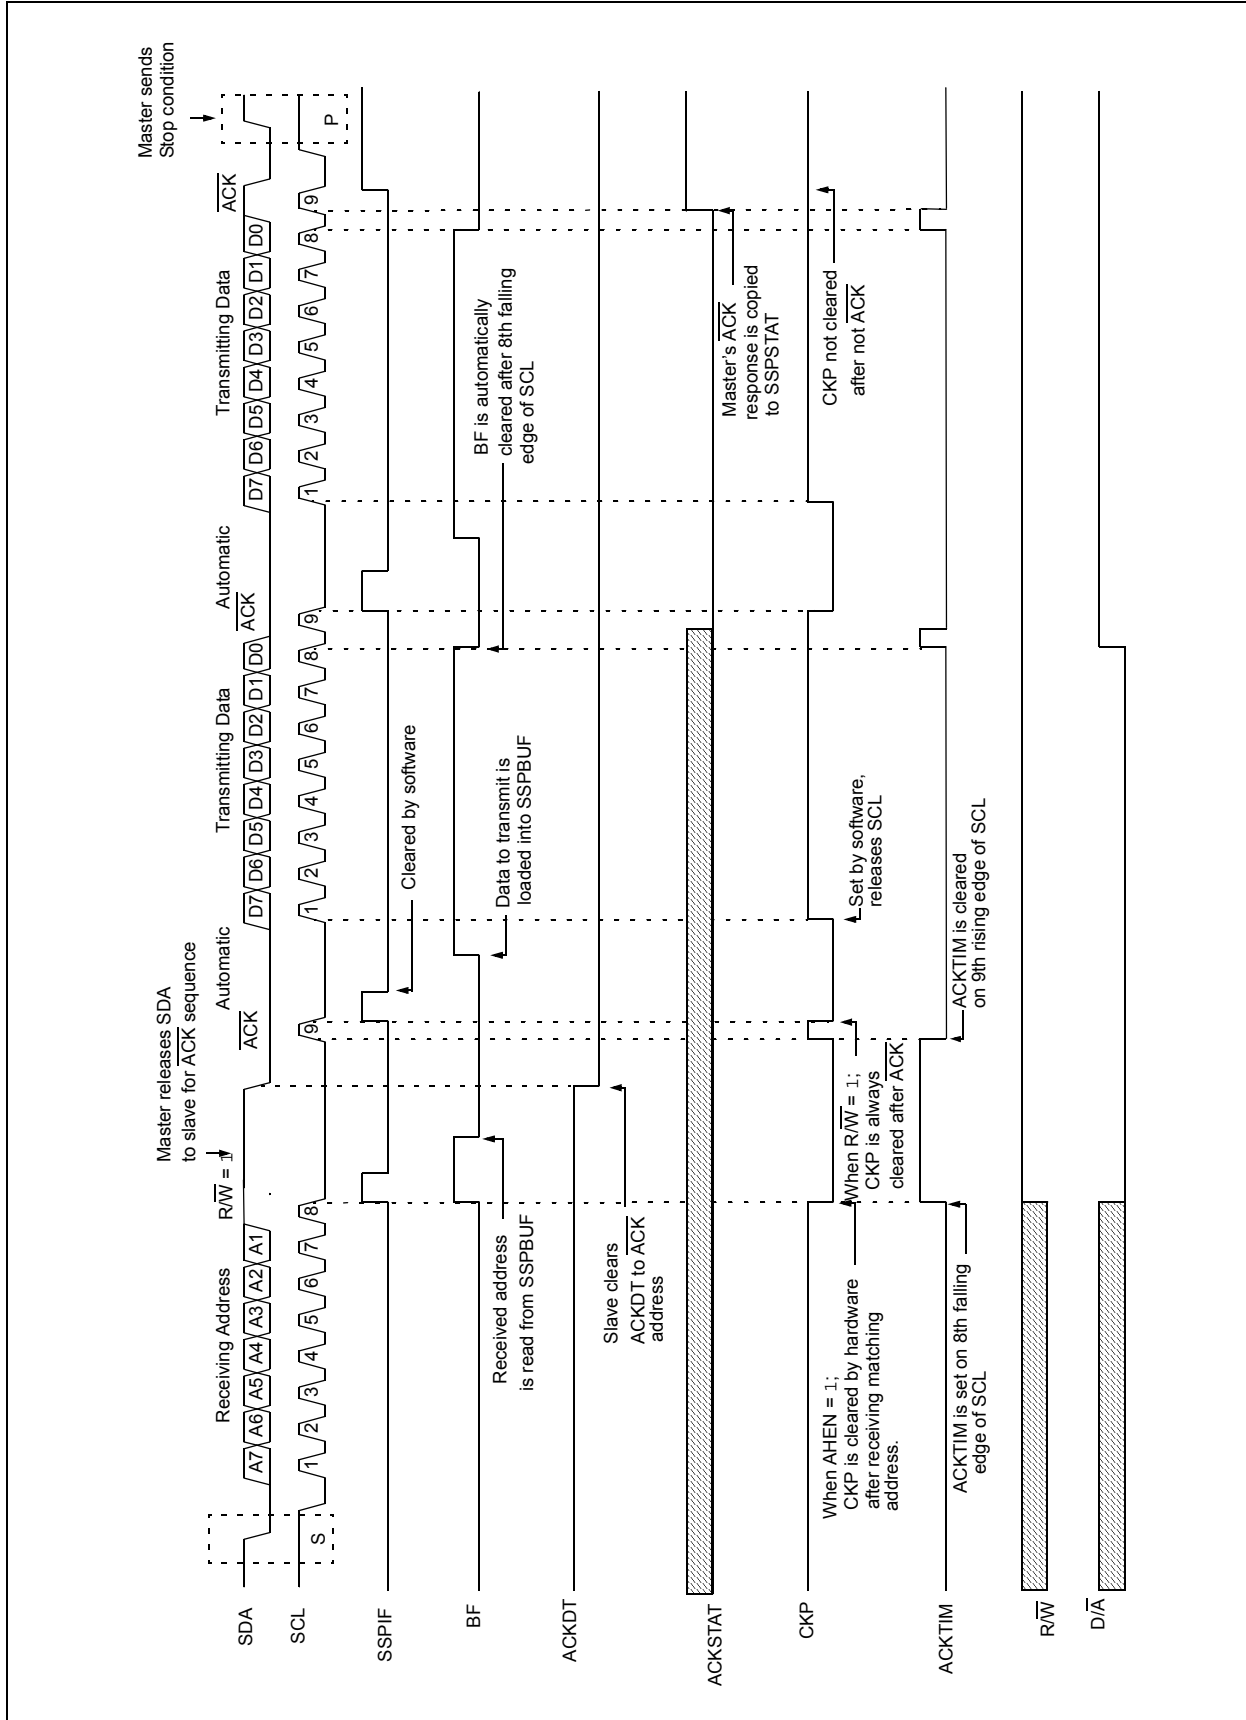 Master releases SDA
to slave for ACK sequence
Master sends
Stop condition
Receiving Address
R/W = 1
Automatic
ACK
Transmitting Data
Automatic
ACK
Transmitting Data
ACK
SDA
A7 A6 A5 A4 A3 A2 A1
D7 D6 D5 D4 D3 D2 D1 D0
D7 D6 D5 D4 D3 D2 D1 D0
SCL
S
1 2 3 4 5 6 7 8 9
1 2 3 4 5 6 7 8 9
1 2 3 4 5 6 7 8 9
P
SSPIF
Cleared by software
BF
Received address
is read from SSPBUF
Data to transmit is
loaded into SSPBUF
BF is automatically
cleared after 8th falling
edge of SCL
ACKDT
Slave clears
ACKDT to ACK
address
ACKSTAT
Master's ACK
response is copied
to SSPSTAT
CKP
When AHEN = 1;
CKP is cleared by hardware
after receiving matching
address.
When R/W = 1;
CKP is always
cleared after ACK
Set by software,
releases SCL
CKP not cleared
after not ACK
ACKTIM
ACKTIM is set on 8th falling
edge of SCL
ACKTIM is cleared
on 9th rising edge of SCL
R/W
D/A